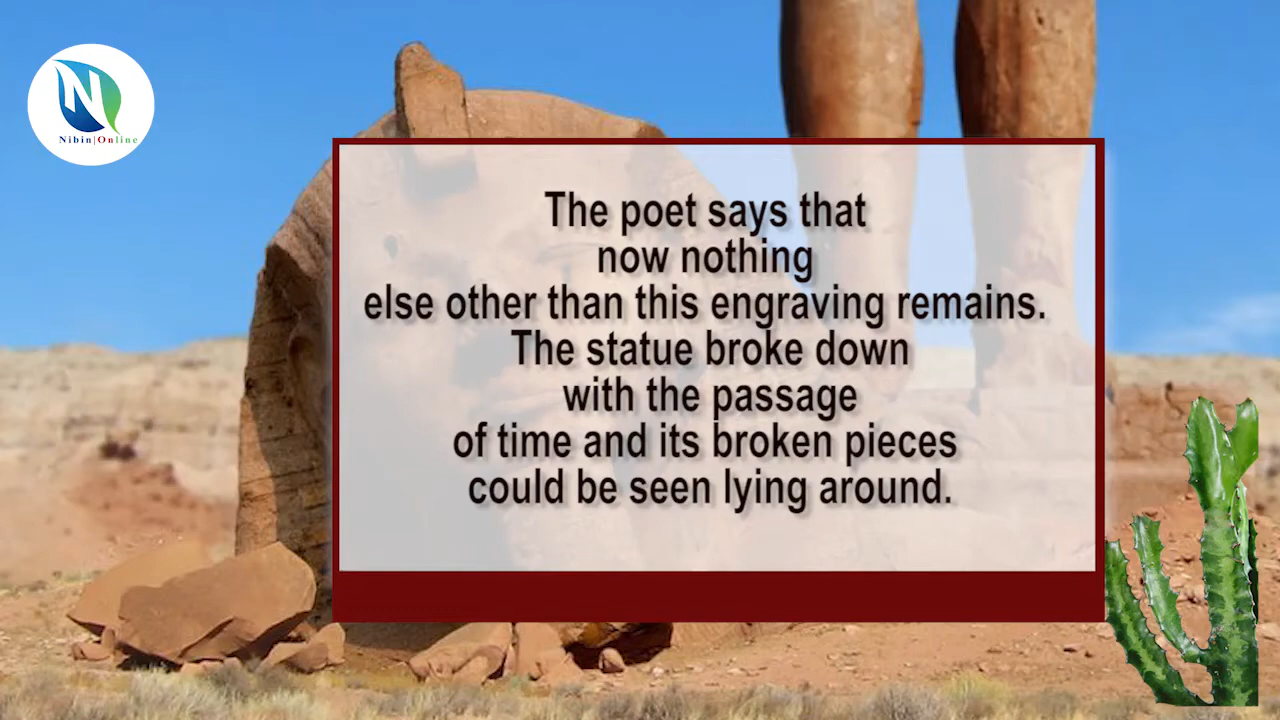 Nibin|Online
The poet says that
now nothing
else other than this engraving remains.
The statue broke down
with the passage
of time and its broken pieces
could be seen lying around.